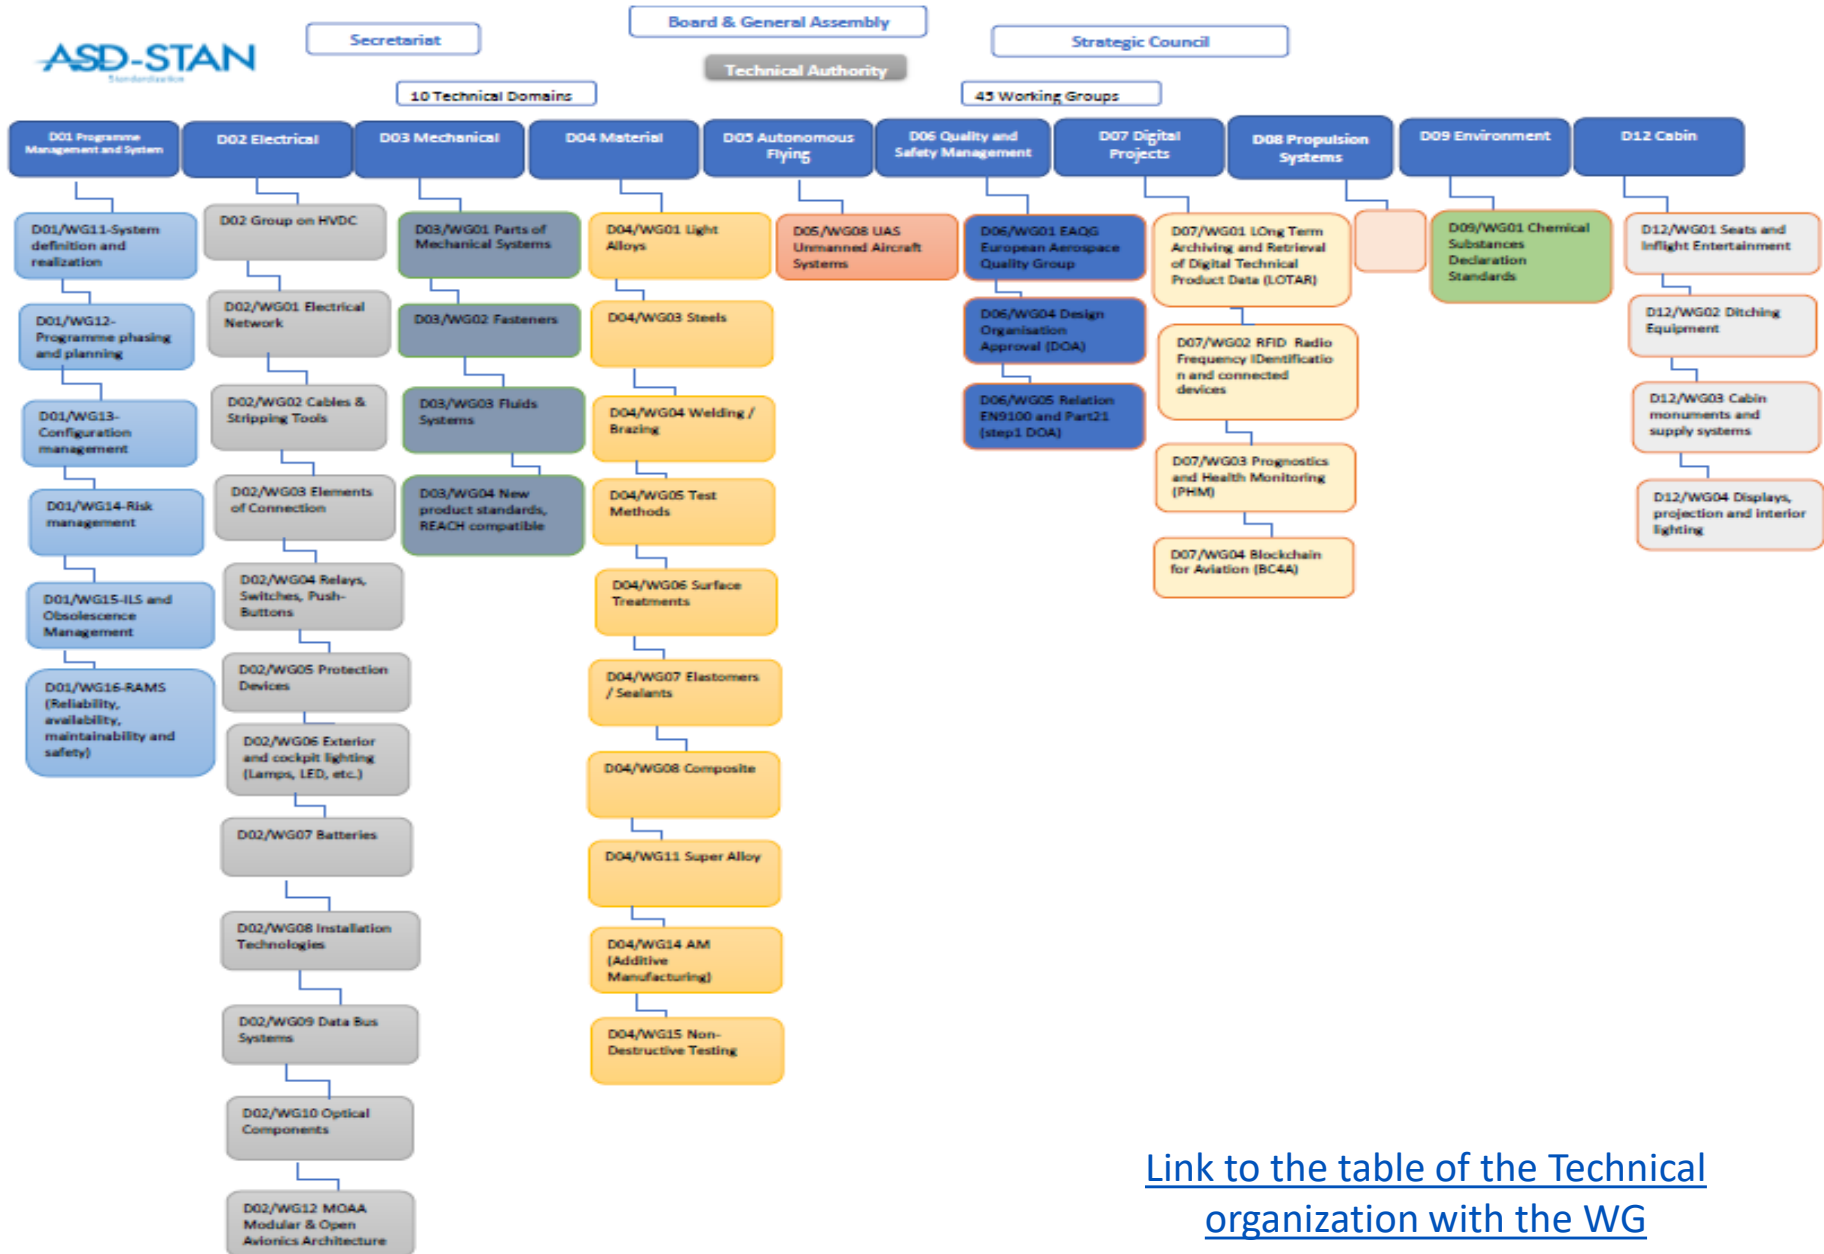 ASD-STAN
Standardization
Secretariat
Board & General Assembly
Strategic Council
Technical Authority
10 Technical Domains
45 Working Groups
D01 Programme
Management and System
D02 Electrical
D03 Mechanical
D04 Material
D05 Autonomous
Flying
D06 Quality and
Safety Management
D07 Digital
Projects
D08 Propulsion
Systems
D09 Environment
D12 Cabin
D01/WG11-System
definition and
realization
D01/WG12-
Programme phasing
and planning
D01/WG13-
Configuration
management
D01/WG14-Risk
management
D01/WG15-ILS and
Obsolescence
Management
D01/WG16-RAMS
(Reliability,
availability,
maintainability and
safety)
D02 Group on HVDC
D02/WG01 Electrical
Network
D02/WG02 Cables &
Stripping Tools
D02/WG03 Elements
of Connection
D02/WG04 Relays,
Switches, Push-
Buttons
D02/WG05 Protection
Devices
D02/WG06 Exterior
and cockpit lighting
(Lamps, LED, etc.)
D02/WG07 Batteries
D02/WG08 Installation
Technologies
D02/WG09 Data Bus
Systems
D02/WG10 Optical
Components
D02/WG12 MOAA
Modular & Open
Avionics Architecture
D03/WG01 Parts of
Mechanical Systems
D03/WG02 Fasteners
D03/WG03 Fluids
Systems
D03/WG04 New
product standards,
REACH compatible
D04/WG01 Light
Alloys
D04/WG03 Steels
D04/WG04 Welding /
Brazing
D04/WG05 Test
Methods
D04/WG06 Surface
Treatments
D04/WG07 Elastomers
/ Sealants
D04/WG08 Composite
D04/WG11 Super Alloy
D04/WG14 AM
(Additive
Manufacturing)
D04/WG15 Non-
Destructive Testing
D05/WG08 UAS
Unmanned Aircraft
Systems
D06/WG01 EAQG
European Aerospace
Quality Group
D06/WG04 Design
Organisation
Approval (DOA)
D06/WG05 Relation
EN9100 and Part21
(step1 DOA)
D07/WG01 LOng Term
Archiving and Retrieval
of Digital Technical
Product Data (LOTAR)
D07/WG02 RFID Radio
Frequency IDentificatio
n and connected
devices
D07/WG03 Prognostics
and Health Monitoring
(PHM)
D07/WG04 Blockchain
for Aviation (BC4A)
D09/WG01 Chemical
Substances
Declaration
Standards
D12/WG01 Seats and
Inflight Entertainment
D12/WG02 Ditching
Equipment
D12/WG03 Cabin
monuments and
supply systems
D12/WG04 Displays,
projection and interior
lighting
Link to the table of the Technical
organization with the WG